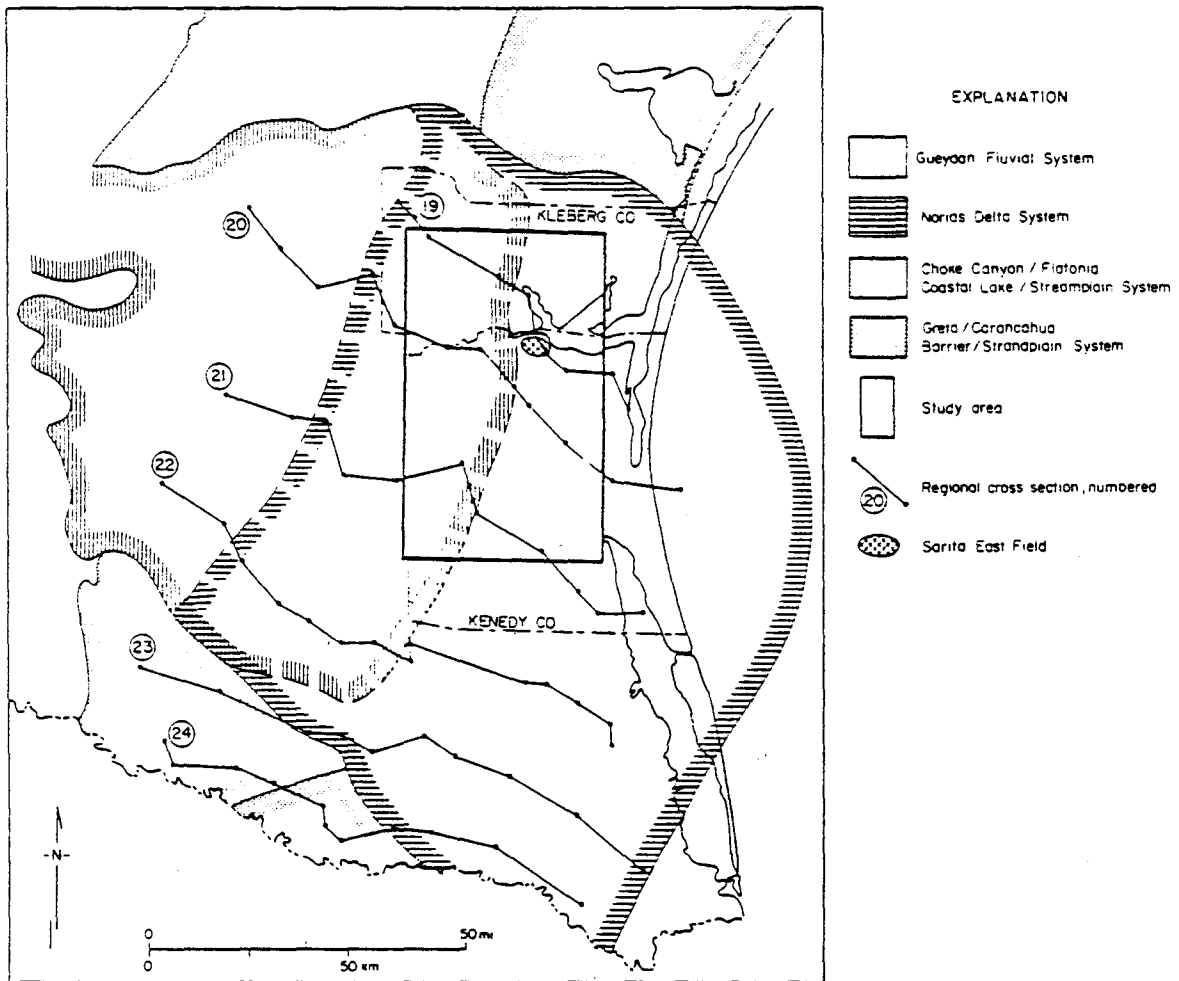 EXPLANATION
Gueydan Fluvial System
Norias Delta System
Choke Canyon / Flatonia
Coastal Lake / Streamplain System
Greta / Carancahua
Barrier / Strandplain System
Study area
20
Regional cross section, numbered
Sarita East Field
19
KLEBERG CO
20
21
22
KENEDY CO
23
24
-N-
0
50 mi
0
50 km